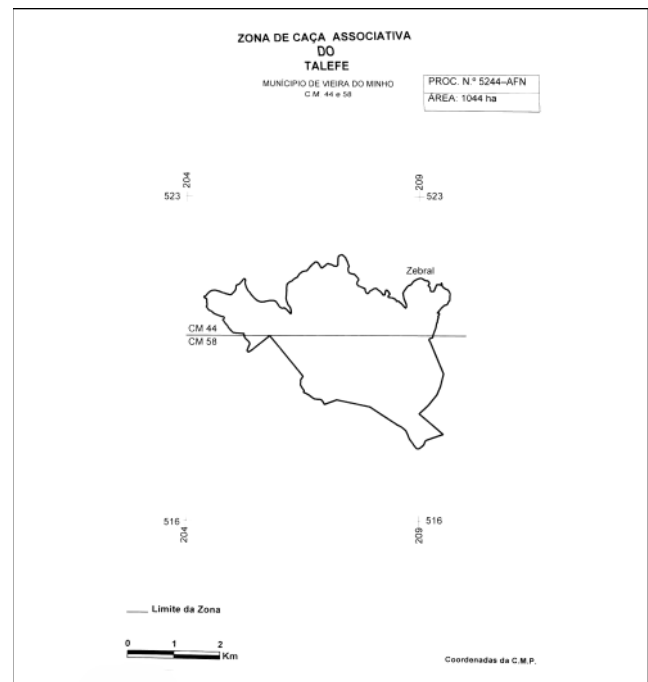 ZONA DE CAÇA ASSOCIATIVA
DO
TALEFE
MUNÍCIPIO DE VIEIRA DO MINHO
C.M 44 e 58
PROC. N.º 5244–AFN
ÁREA: 1044 ha
204
209
523
523
Zebral
CM 44
CM 58
516
516
204
209
Limite da Zona
0 1 2
Km
Coordenadas da C.M.P.